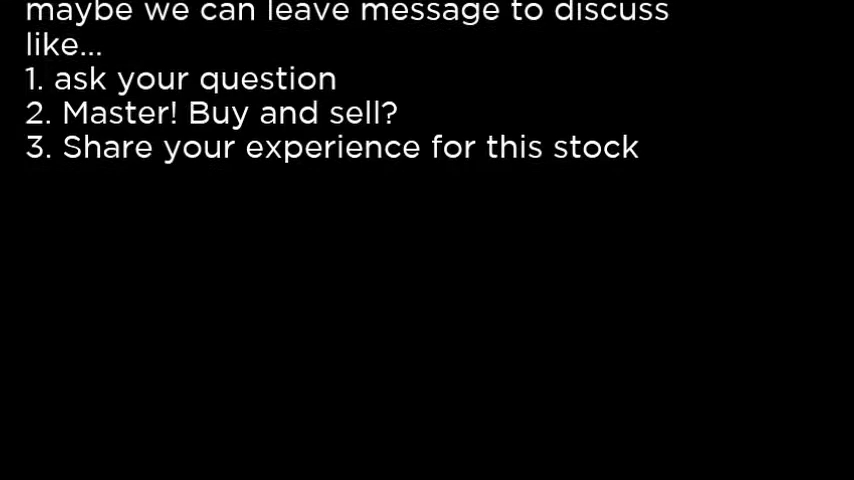 maybe we can leave message to discuss
like...
1. ask your question
2. Master! Buy and sell?
3. Share your experience for this stock